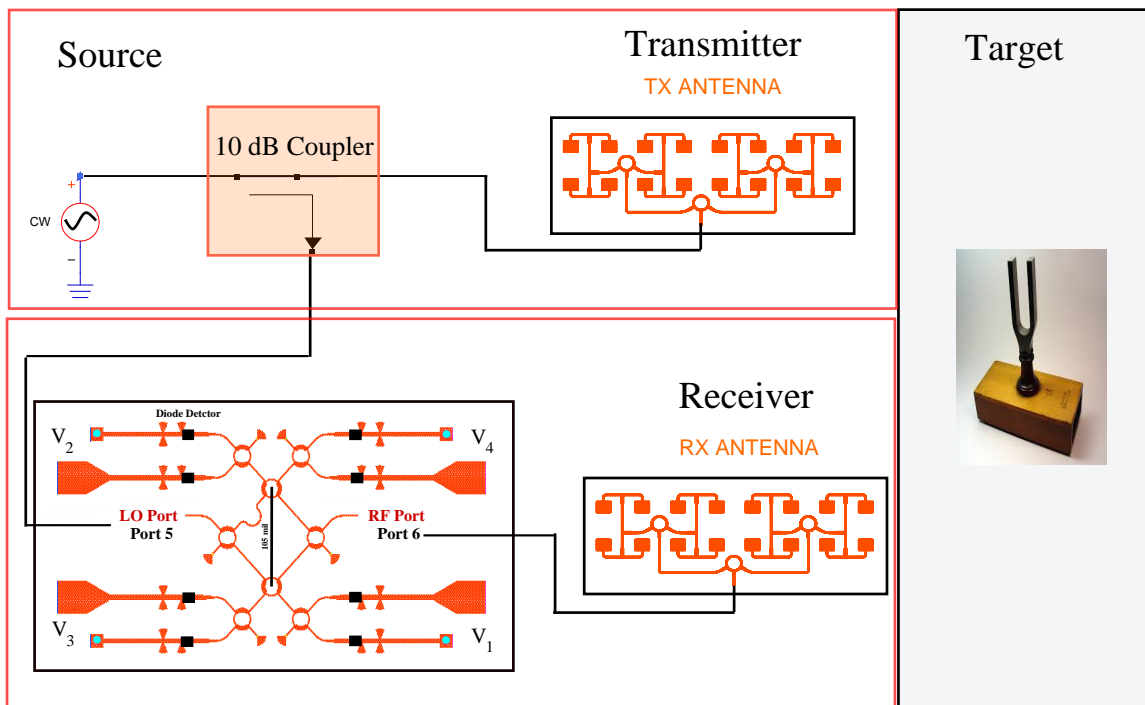 Source
Transmitter
Target
TX ANTENNA
10 dB Coupler
+
CW
−
Receiver
RX ANTENNA
Diode Detctor
V2
V4
LO Port
Port 5
105 mil
RF Port
Port 6
V3
V1